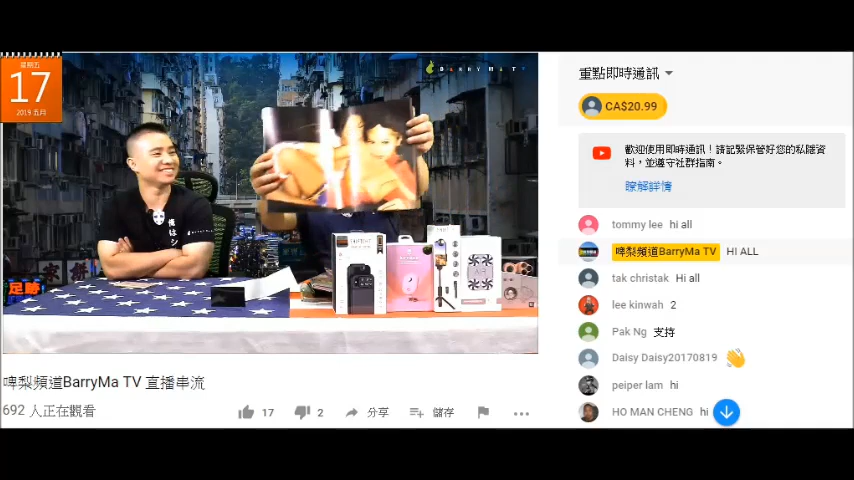 星期五
17
2019 五月
BARRYMA TV
足跡
重點即時通訊
CA$20.99
歡迎使用即時通訊！請記緊保管好您的私隱資
料，並遵守社群指南。
瞭解詳情
tommy lee hi all
啤梨頻道BarryMa TV HI ALL
tak christak Hi all
lee kinwah 2
Pak Ng 支持
Daisy Daisy20170819 👋
peiper lam hi
HO MAN CHENG hi
啤梨頻道BarryMa TV 直播串流
692 人正在觀看
17
2
分享
儲存